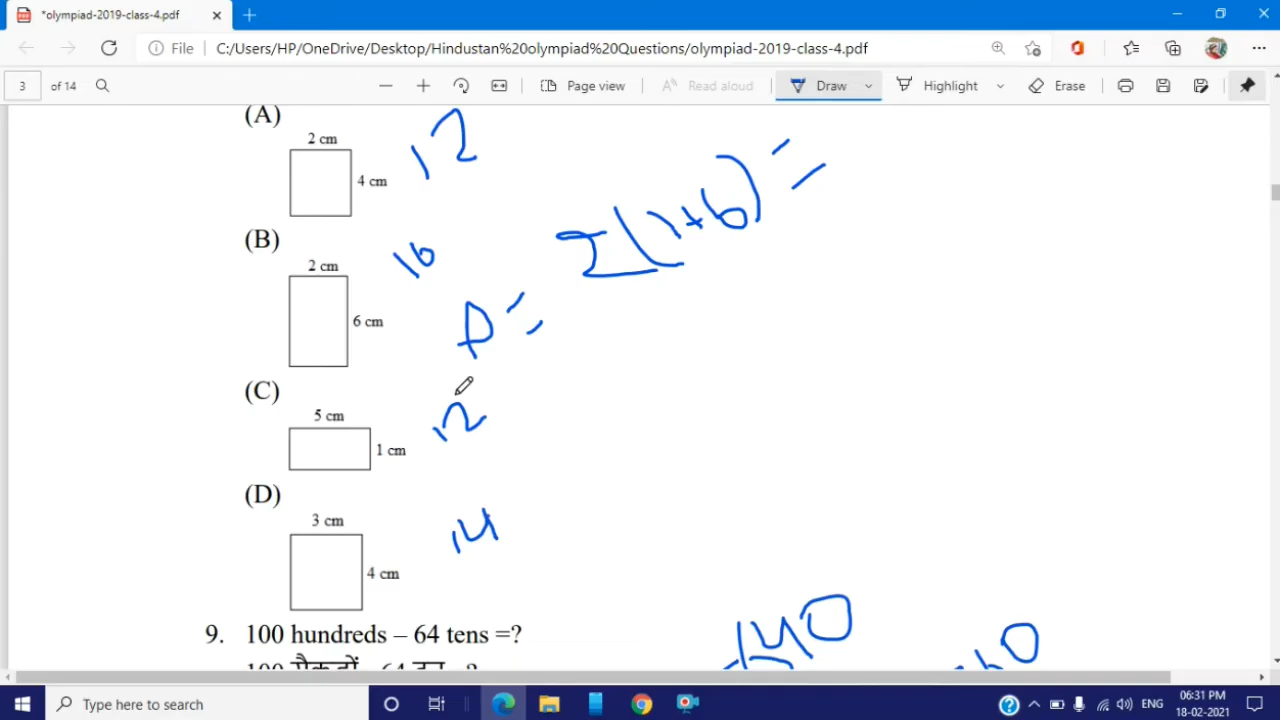 *olympiad-2019-class-4.pdf
File C:/Users/HP/OneDrive/Desktop/Hindustan%20olympiad%20Questions/olympiad-2019-class-4.pdf
3 of 14 Page view Read aloud Draw Highlight Erase
(A)
2 cm
4 cm
12
2(l+b) =
(B)
2 cm
6 cm
16
P =
(C)
5 cm
1 cm
12
(D)
3 cm
4 cm
14
9. 100 hundreds – 64 tens =?
Type here to search
ENG
06:31 PM
18-02-2021